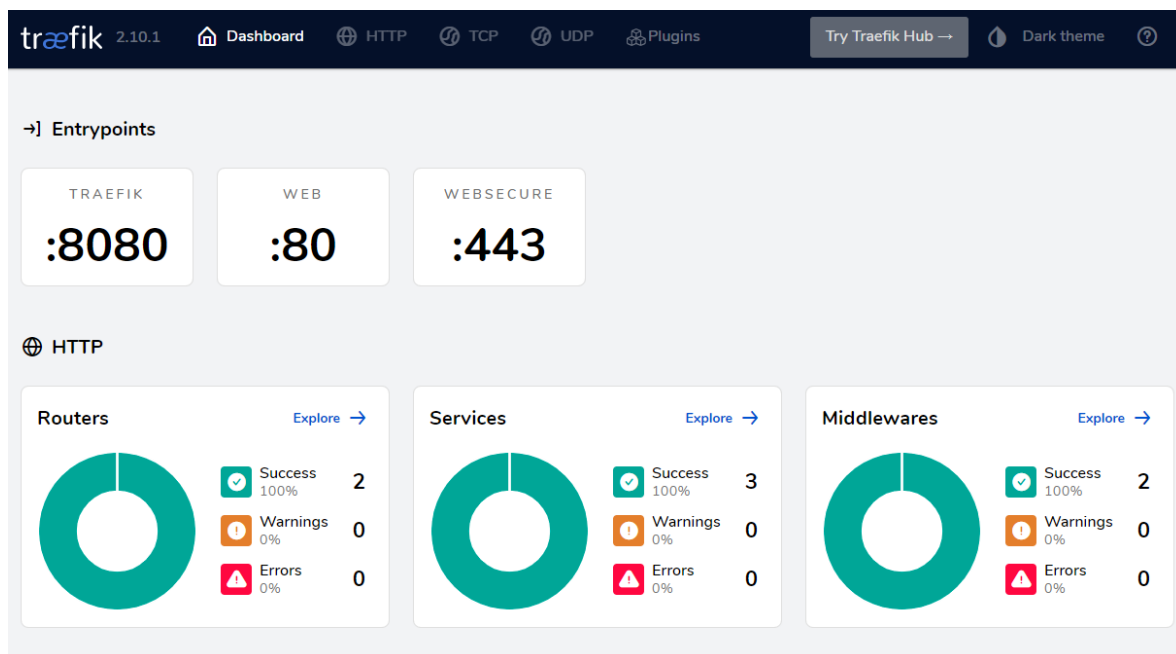 træfik 2.10.1 Dashboard HTTP TCP UDP Plugins Try Traefik Hub → Dark theme
Entrypoints
TRAEFIK
:8080
WEB
:80
WEBSECURE
:443
HTTP
Routers Explore →
Success 2
100%
Warnings 0
0%
Errors 0
0%
Services Explore →
Success 3
100%
Warnings 0
0%
Errors 0
0%
Middlewares Explore →
Success 2
100%
Warnings 0
0%
Errors 0
0%